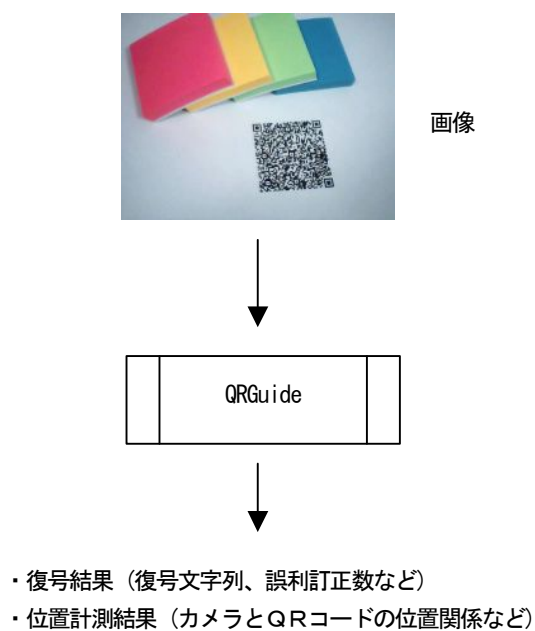 画像
QRGuide
・復号結果（復号文字列、誤利訂正数など）
・位置計測結果（カメラとＱＲコードの位置関係など）